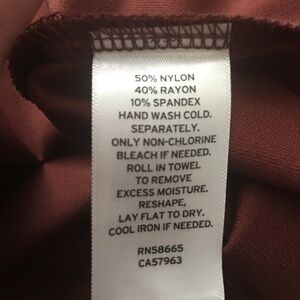 50% NYLON
40% RAYON
10% SPANDEX
HAND WASH COLD.
SEPARATELY.
ONLY NON-CHLORINE
BLEACH IF NEEDED.
ROLL IN TOWEL
TO REMOVE
EXCESS MOISTURE.
RESHAPE,
LAY FLAT TO DRY.
COOL IRON IF NEEDED.
RN58665
CA57963